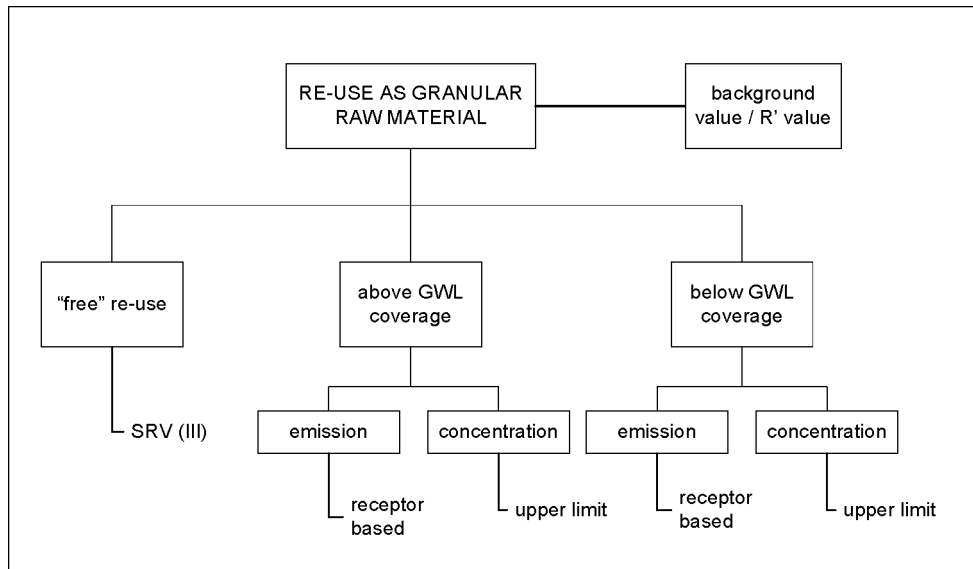 RE-USE AS GRANULAR
RAW MATERIAL
background
value / R' value
“free” re-use
above GWL
coverage
below GWL
coverage
SRV (III)
emission
concentration
emission
concentration
receptor
based
upper limit
receptor
based
upper limit